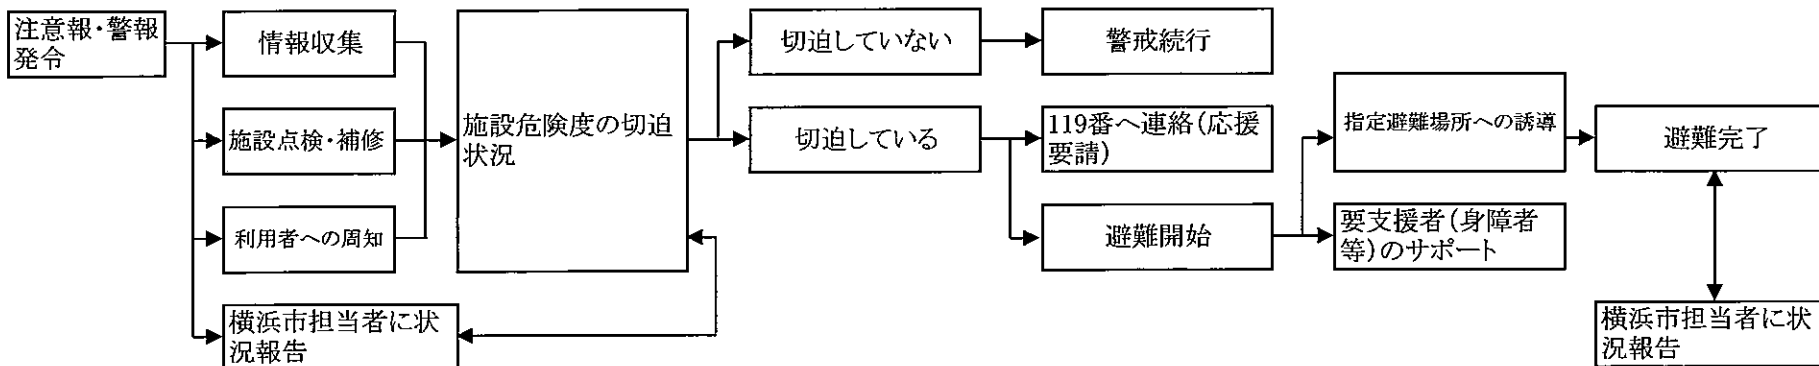 注意報・警報
発令
情報収集
施設点検・補修
利用者への周知
横浜市担当者に状
況報告
施設危険度の切迫
状況
切迫していない
切迫している
警戒続行
119番へ連絡(応援
要請)
避難開始
指定避難場所への誘導
要支援者(身障者
等)のサポート
避難完了
横浜市担当者に状
況報告